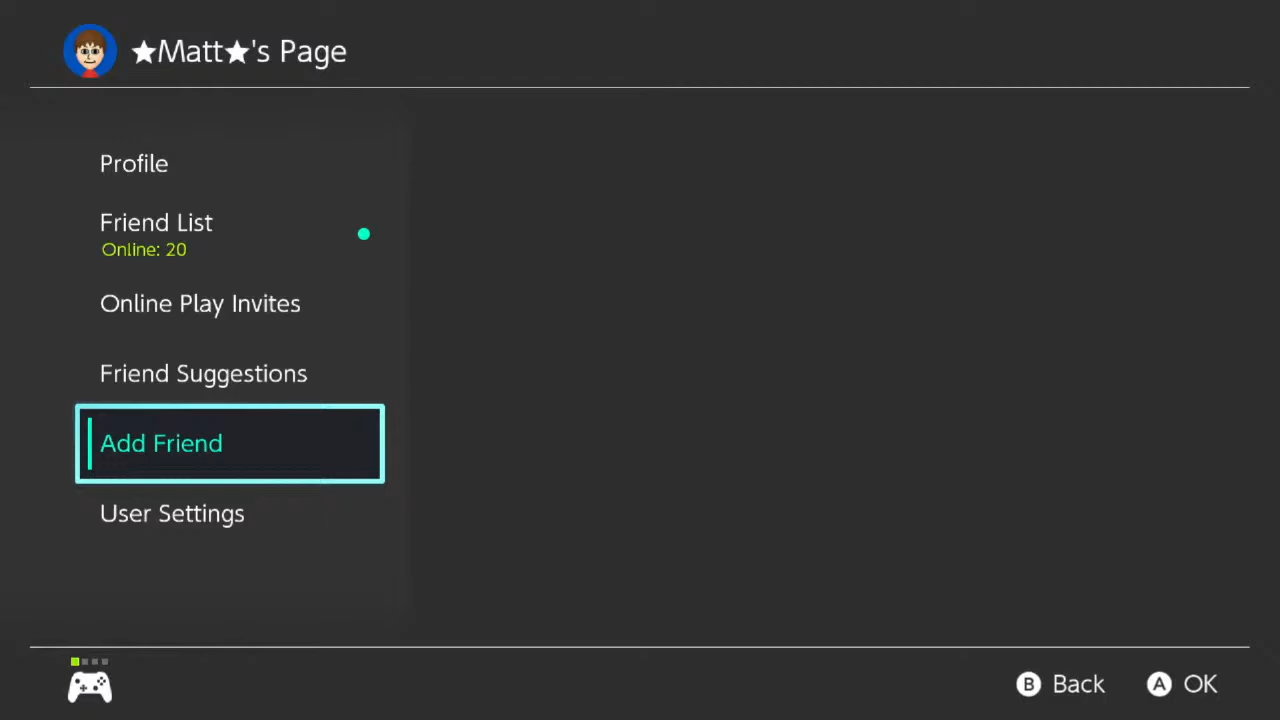 ★Matt★'s Page
Profile
Friend List
Online: 20
Online Play Invites
Friend Suggestions
Add Friend
User Settings
B Back
A OK